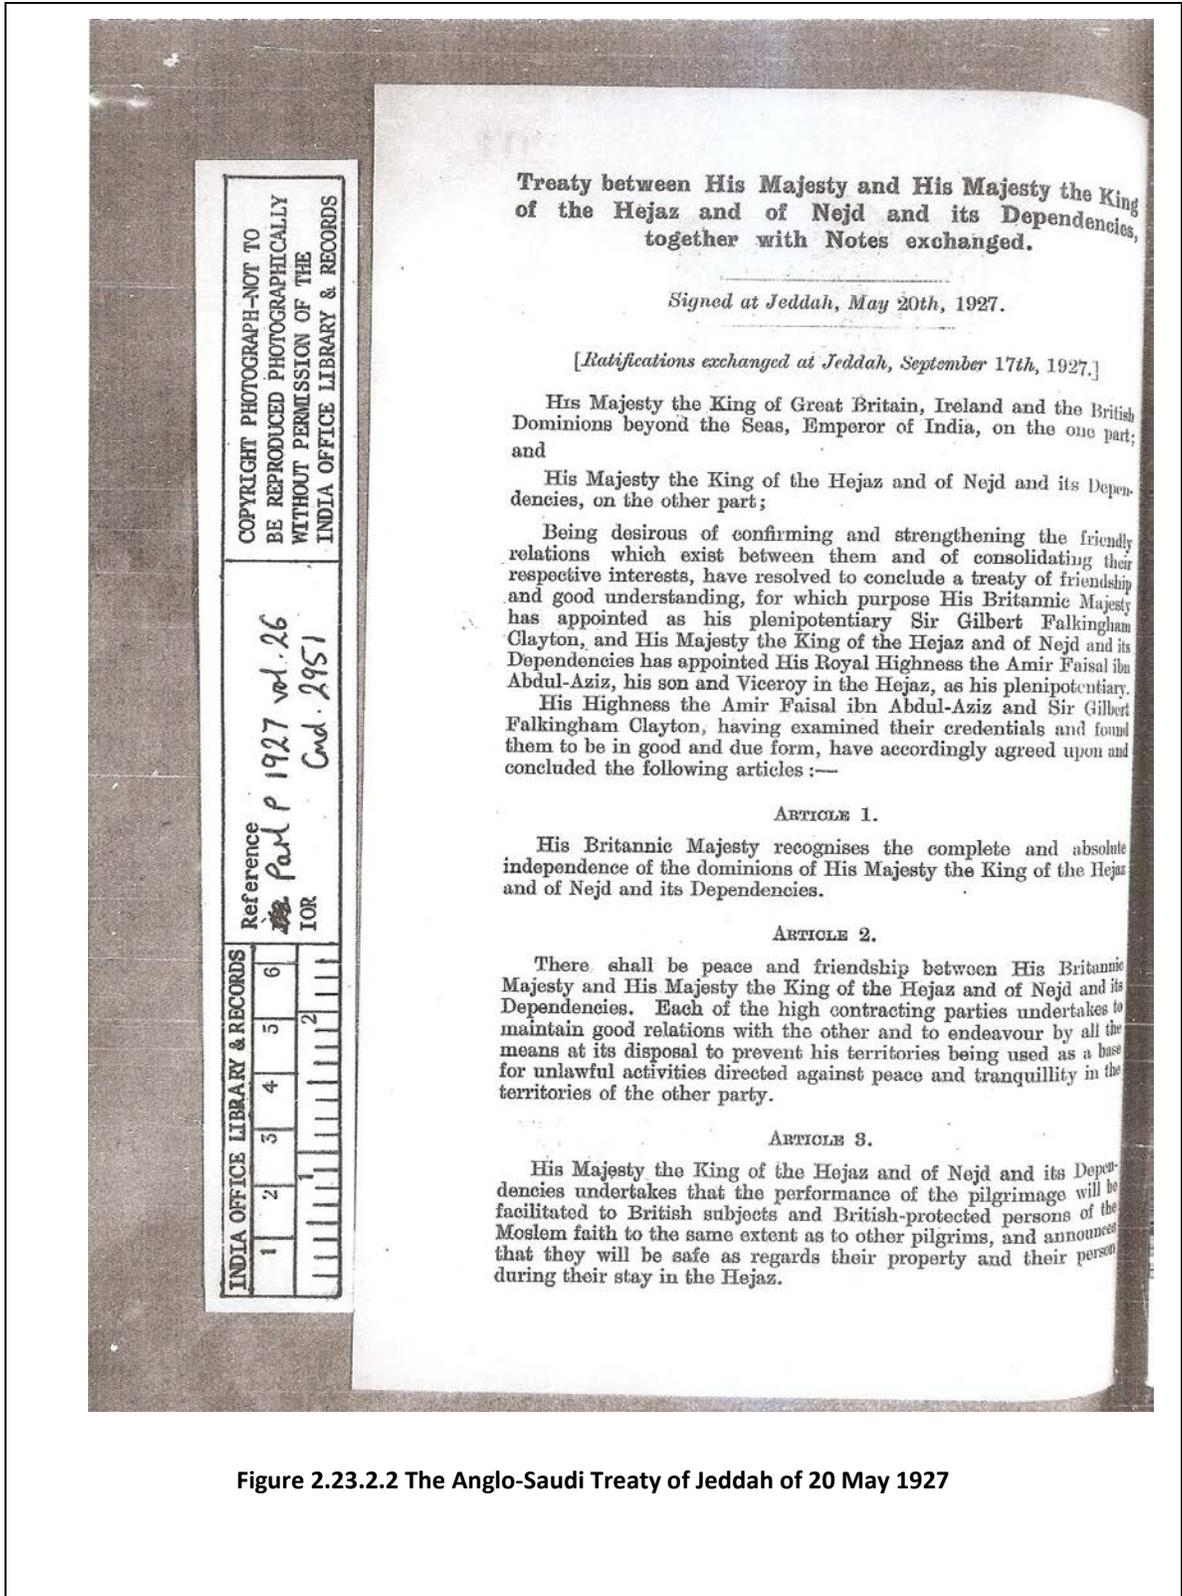 COPYRIGHT PHOTOGRAPH-NOT TO
BE REPRODUCED PHOTOGRAPHICALLY
WITHOUT PERMISSION OF THE
INDIA OFFICE LIBRARY & RECORDS
Reference
Parl P 1927 vol. 26
IOR Cmd. 2951
INDIA OFFICE LIBRARY & RECORDS
1 2 3 4 5 6
1 2
Treaty between His Majesty and His Majesty the King
of the Hejaz and of Nejd and its Dependencies,
together with Notes exchanged.
Signed at Jeddah, May 20th, 1927.
[Ratifications exchanged at Jeddah, September 17th, 1927.]
His Majesty the King of Great Britain, Ireland and the British
Dominions beyond the Seas, Emperor of India, on the one part;
and
His Majesty the King of the Hejaz and of Nejd and its Depen-
dencies, on the other part;
Being desirous of confirming and strengthening the friendly
relations which exist between them and of consolidating their
respective interests, have resolved to conclude a treaty of friendship
and good understanding, for which purpose His Britannic Majesty
has appointed as his plenipotentiary Sir Gilbert Falkingham
Clayton, and His Majesty the King of the Hejaz and of Nejd and its
Dependencies has appointed His Royal Highness the Amir Faisal ibn
Abdul-Aziz, his son and Viceroy in the Hejaz, as his plenipotentiary.
His Highness the Amir Faisal ibn Abdul-Aziz and Sir Gilbert
Falkingham Clayton, having examined their credentials and found
them to be in good and due form, have accordingly agreed upon and
concluded the following articles :—
ARTICLE 1.
His Britannic Majesty recognises the complete and absolute
independence of the dominions of His Majesty the King of the Hejaz
and of Nejd and its Dependencies.
ARTICLE 2.
There shall be peace and friendship between His Britannic
Majesty and His Majesty the King of the Hejaz and of Nejd and its
Dependencies. Each of the high contracting parties undertakes to
maintain good relations with the other and to endeavour by all the
means at its disposal to prevent his territories being used as a base
for unlawful activities directed against peace and tranquillity in the
territories of the other party.
ARTICLE 3.
His Majesty the King of the Hejaz and of Nejd and its Depen-
dencies undertakes that the performance of the pilgrimage will be
facilitated to British subjects and British-protected persons of the
Moslem faith to the same extent as to other pilgrims, and announces
that they will be safe as regards their property and their person
during their stay in the Hejaz.
Figure 2.23.2.2 The Anglo-Saudi Treaty of Jeddah of 20 May 1927